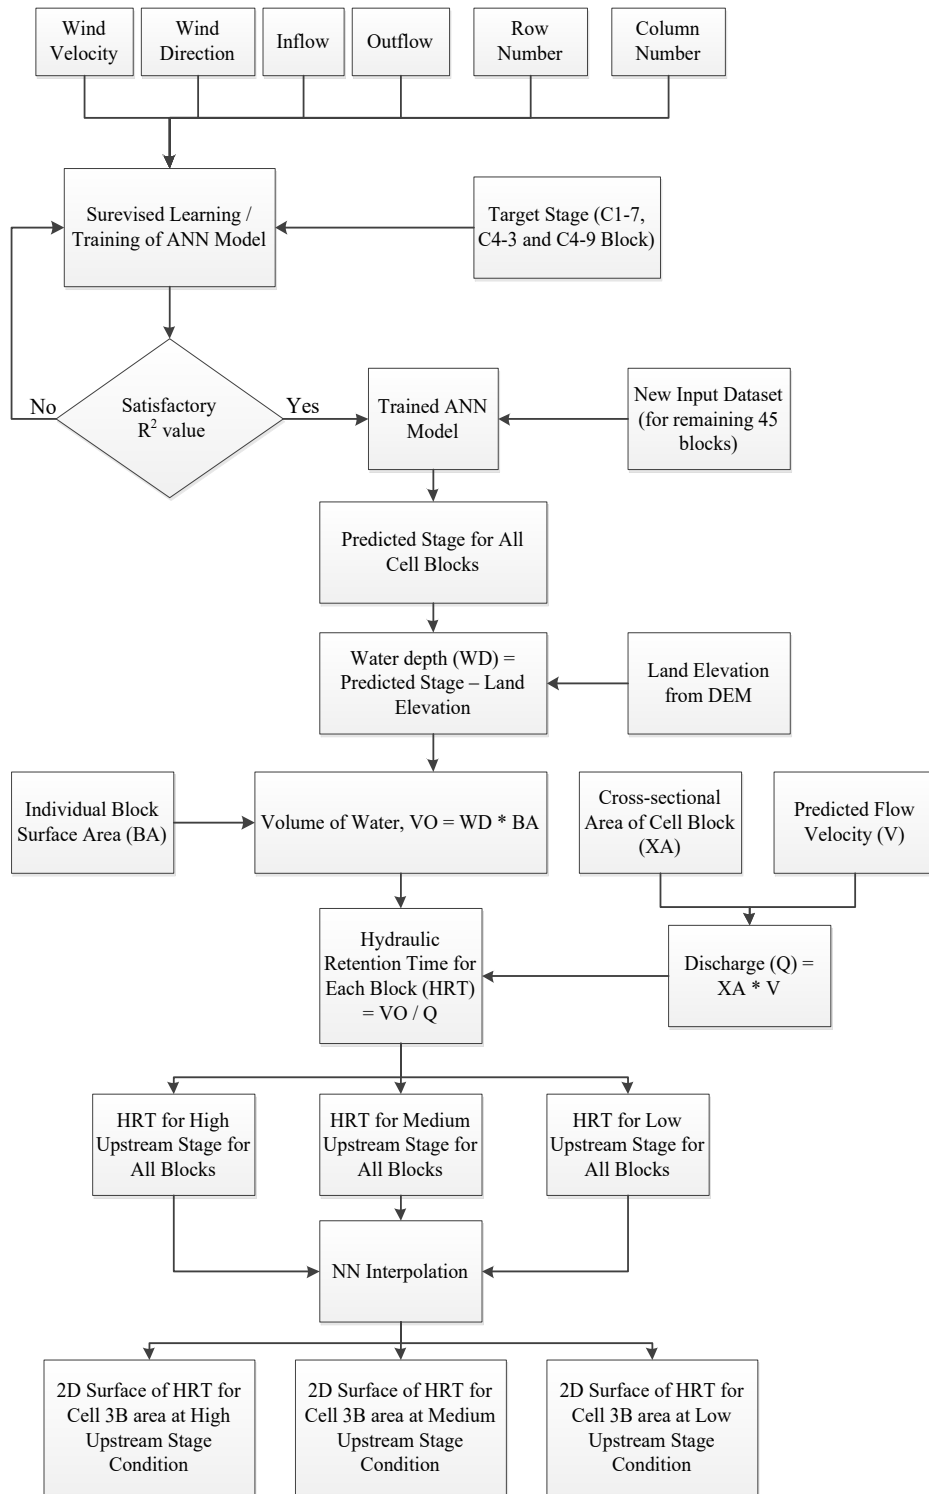 Wind
Velocity
Wind
Direction
Inflow
Outflow
Row
Number
Column
Number
Surevised Learning /
Training of ANN Model
Target Stage (C1-7,
C4-3 and C4-9 Block)
No
Satisfactory
R² value
Yes
Trained ANN
Model
New Input Dataset
(for remaining 45
blocks)
Predicted Stage for All
Cell Blocks
Water depth (WD) =
Predicted Stage – Land
Elevation
Land Elevation
from DEM
Individual Block
Surface Area (BA)
Volume of Water, VO = WD * BA
Cross-sectional
Area of Cell Block
(XA)
Predicted Flow
Velocity (V)
Hydraulic
Retention Time for
Each Block (HRT)
= VO / Q
Discharge (Q) =
XA * V
HRT for High
Upstream Stage for
All Blocks
HRT for Medium
Upstream Stage for
All Blocks
HRT for Low
Upstream Stage for
All Blocks
NN Interpolation
2D Surface of HRT for
Cell 3B area at High
Upstream Stage
Condition
2D Surface of HRT for
Cell 3B area at Medium
Upstream Stage
Condition
2D Surface of HRT for
Cell 3B area at Low
Upstream Stage
Condition